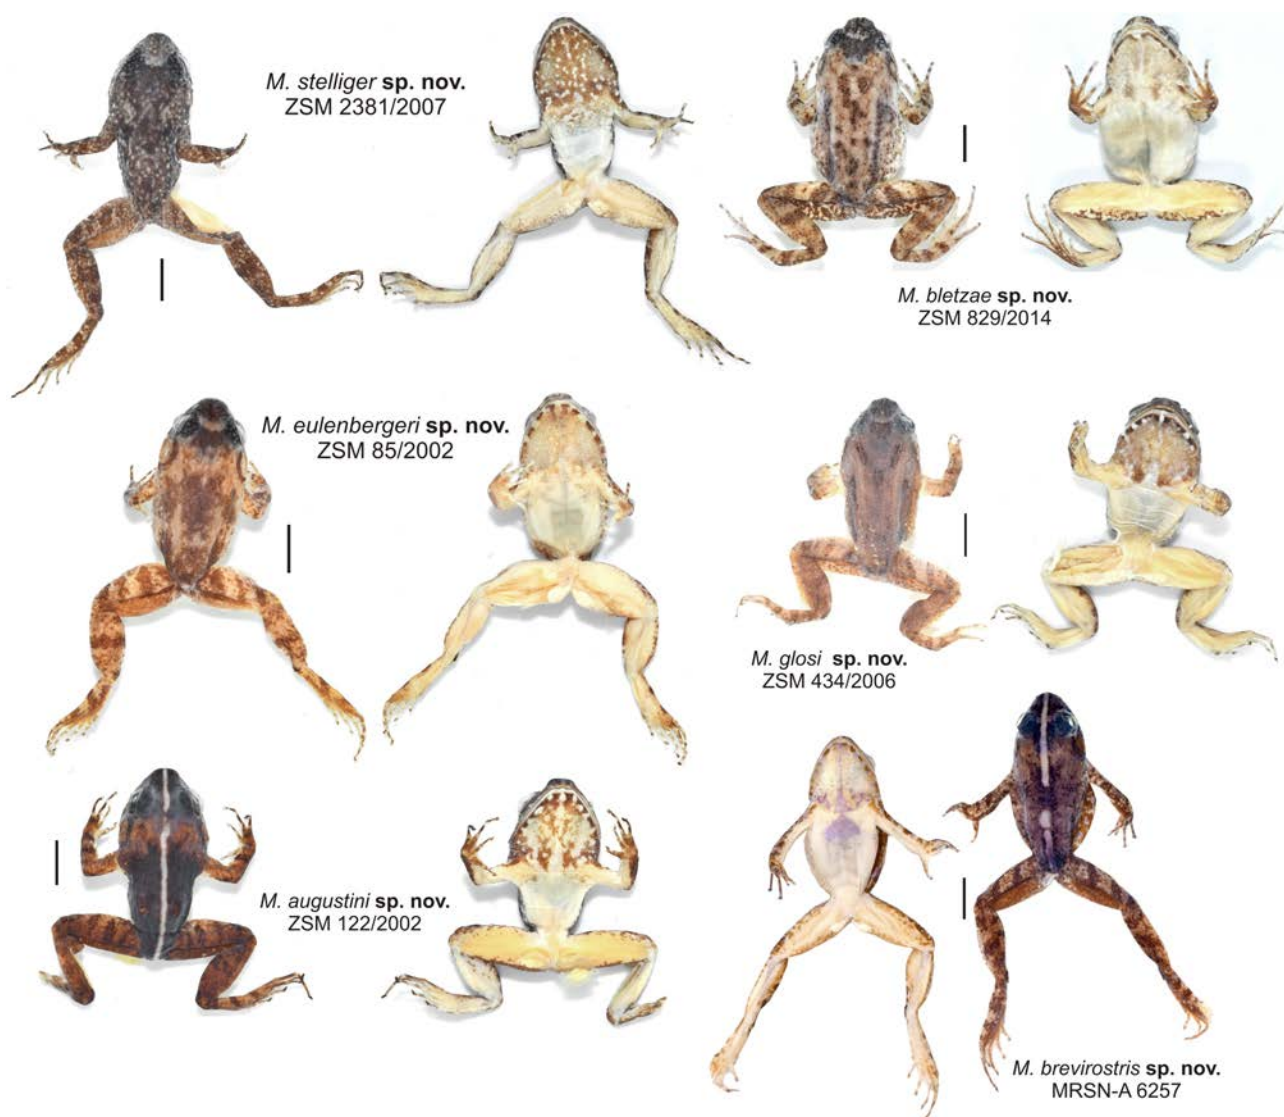 M. stelliger sp. nov.
ZSM 2381/2007
M. bletzae sp. nov.
ZSM 829/2014
M. eulenbergeri sp. nov.
ZSM 85/2002
M. glosi sp. nov.
ZSM 434/2006
M. augustini sp. nov.
ZSM 122/2002
M. brevirostris sp. nov.
MRSN-A 6257